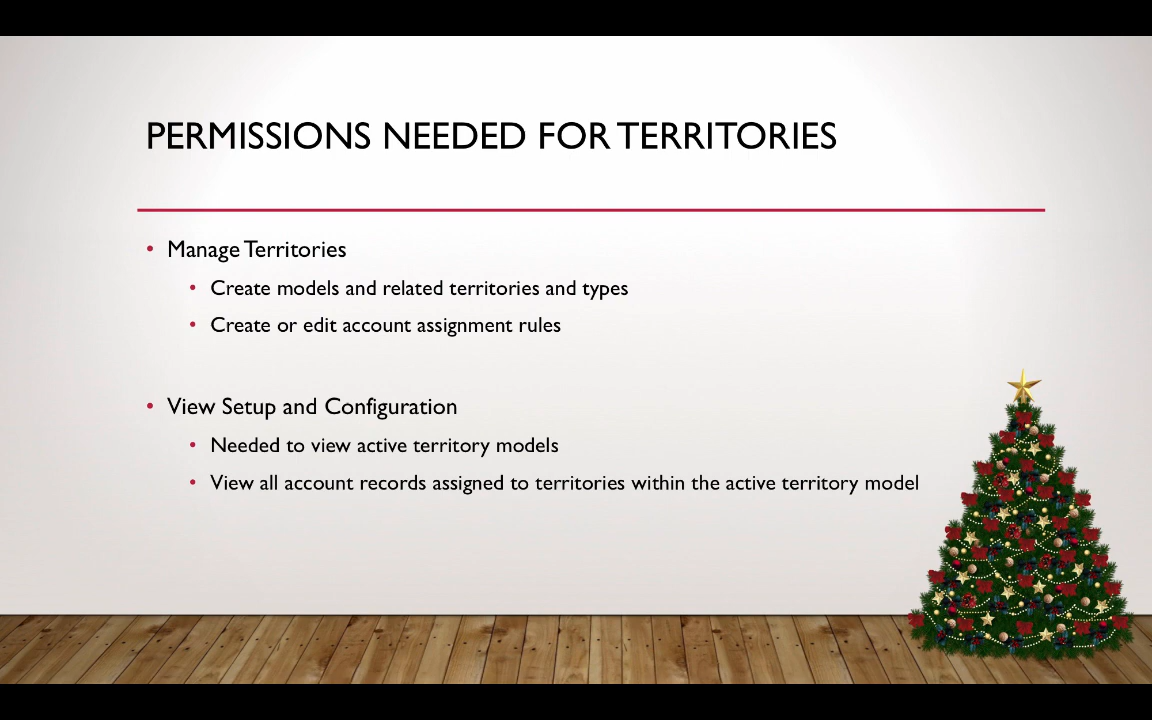 PERMISSIONS NEEDED FOR TERRITORIES
• Manage Territories
• Create models and related territories and types
• Create or edit account assignment rules
• View Setup and Configuration
• Needed to view active territory models
• View all account records assigned to territories within the active territory model